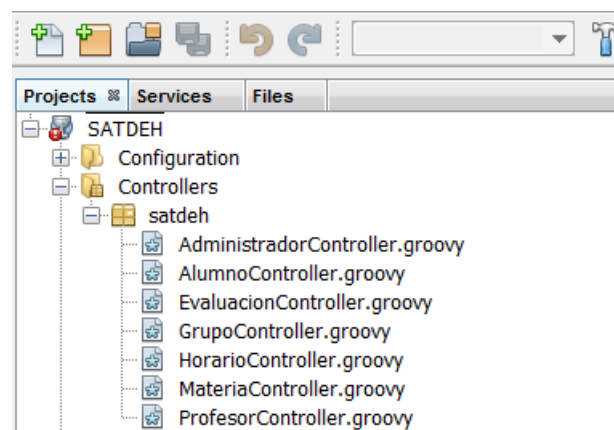 Projects Services Files
SATDEH
Configuration
Controllers
satdeh
AdministradorController.groovy
AlumnoController.groovy
EvaluacionController.groovy
GrupoController.groovy
HorarioController.groovy
MateriaController.groovy
ProfesorController.groovy